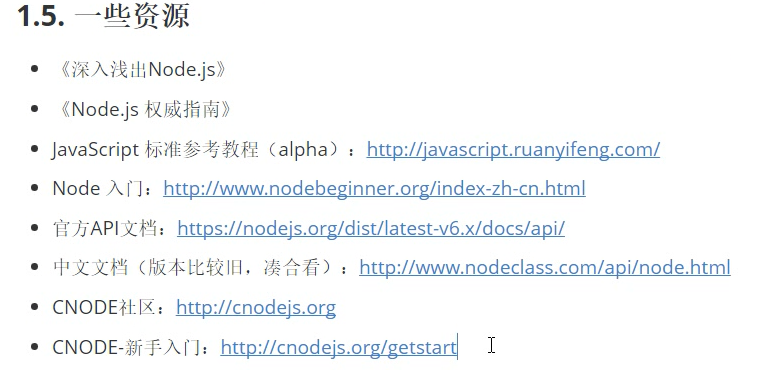 1.5. 一些资源
《深入浅出Node.js》
《Node.js 权威指南》
JavaScript 标准参考教程（alpha）：http://javascript.ruanyifeng.com/
Node 入门：http://www.nodebeginner.org/index-zh-cn.html
官方API文档：https://nodejs.org/dist/latest-v6.x/docs/api/
中文文档（版本比较旧，凑合看）：http://www.nodeclass.com/api/node.html
CNODE社区：http://cnodejs.org
CNODE-新手入门：http://cnodejs.org/getstart